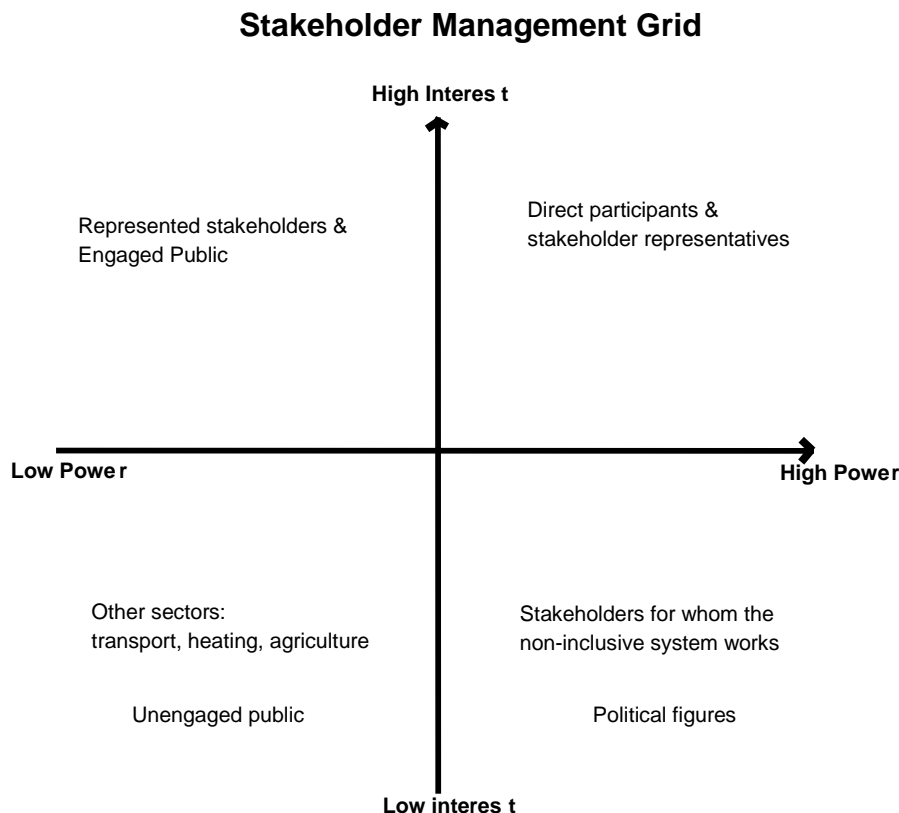 Stakeholder Management Grid
High Interest
Represented stakeholders &
Engaged Public
Direct participants &
stakeholder representatives
Low Power
High Power
Other sectors:
transport, heating, agriculture
Unengaged public
Stakeholders for whom the
non-inclusive system works
Political figures
Low interest